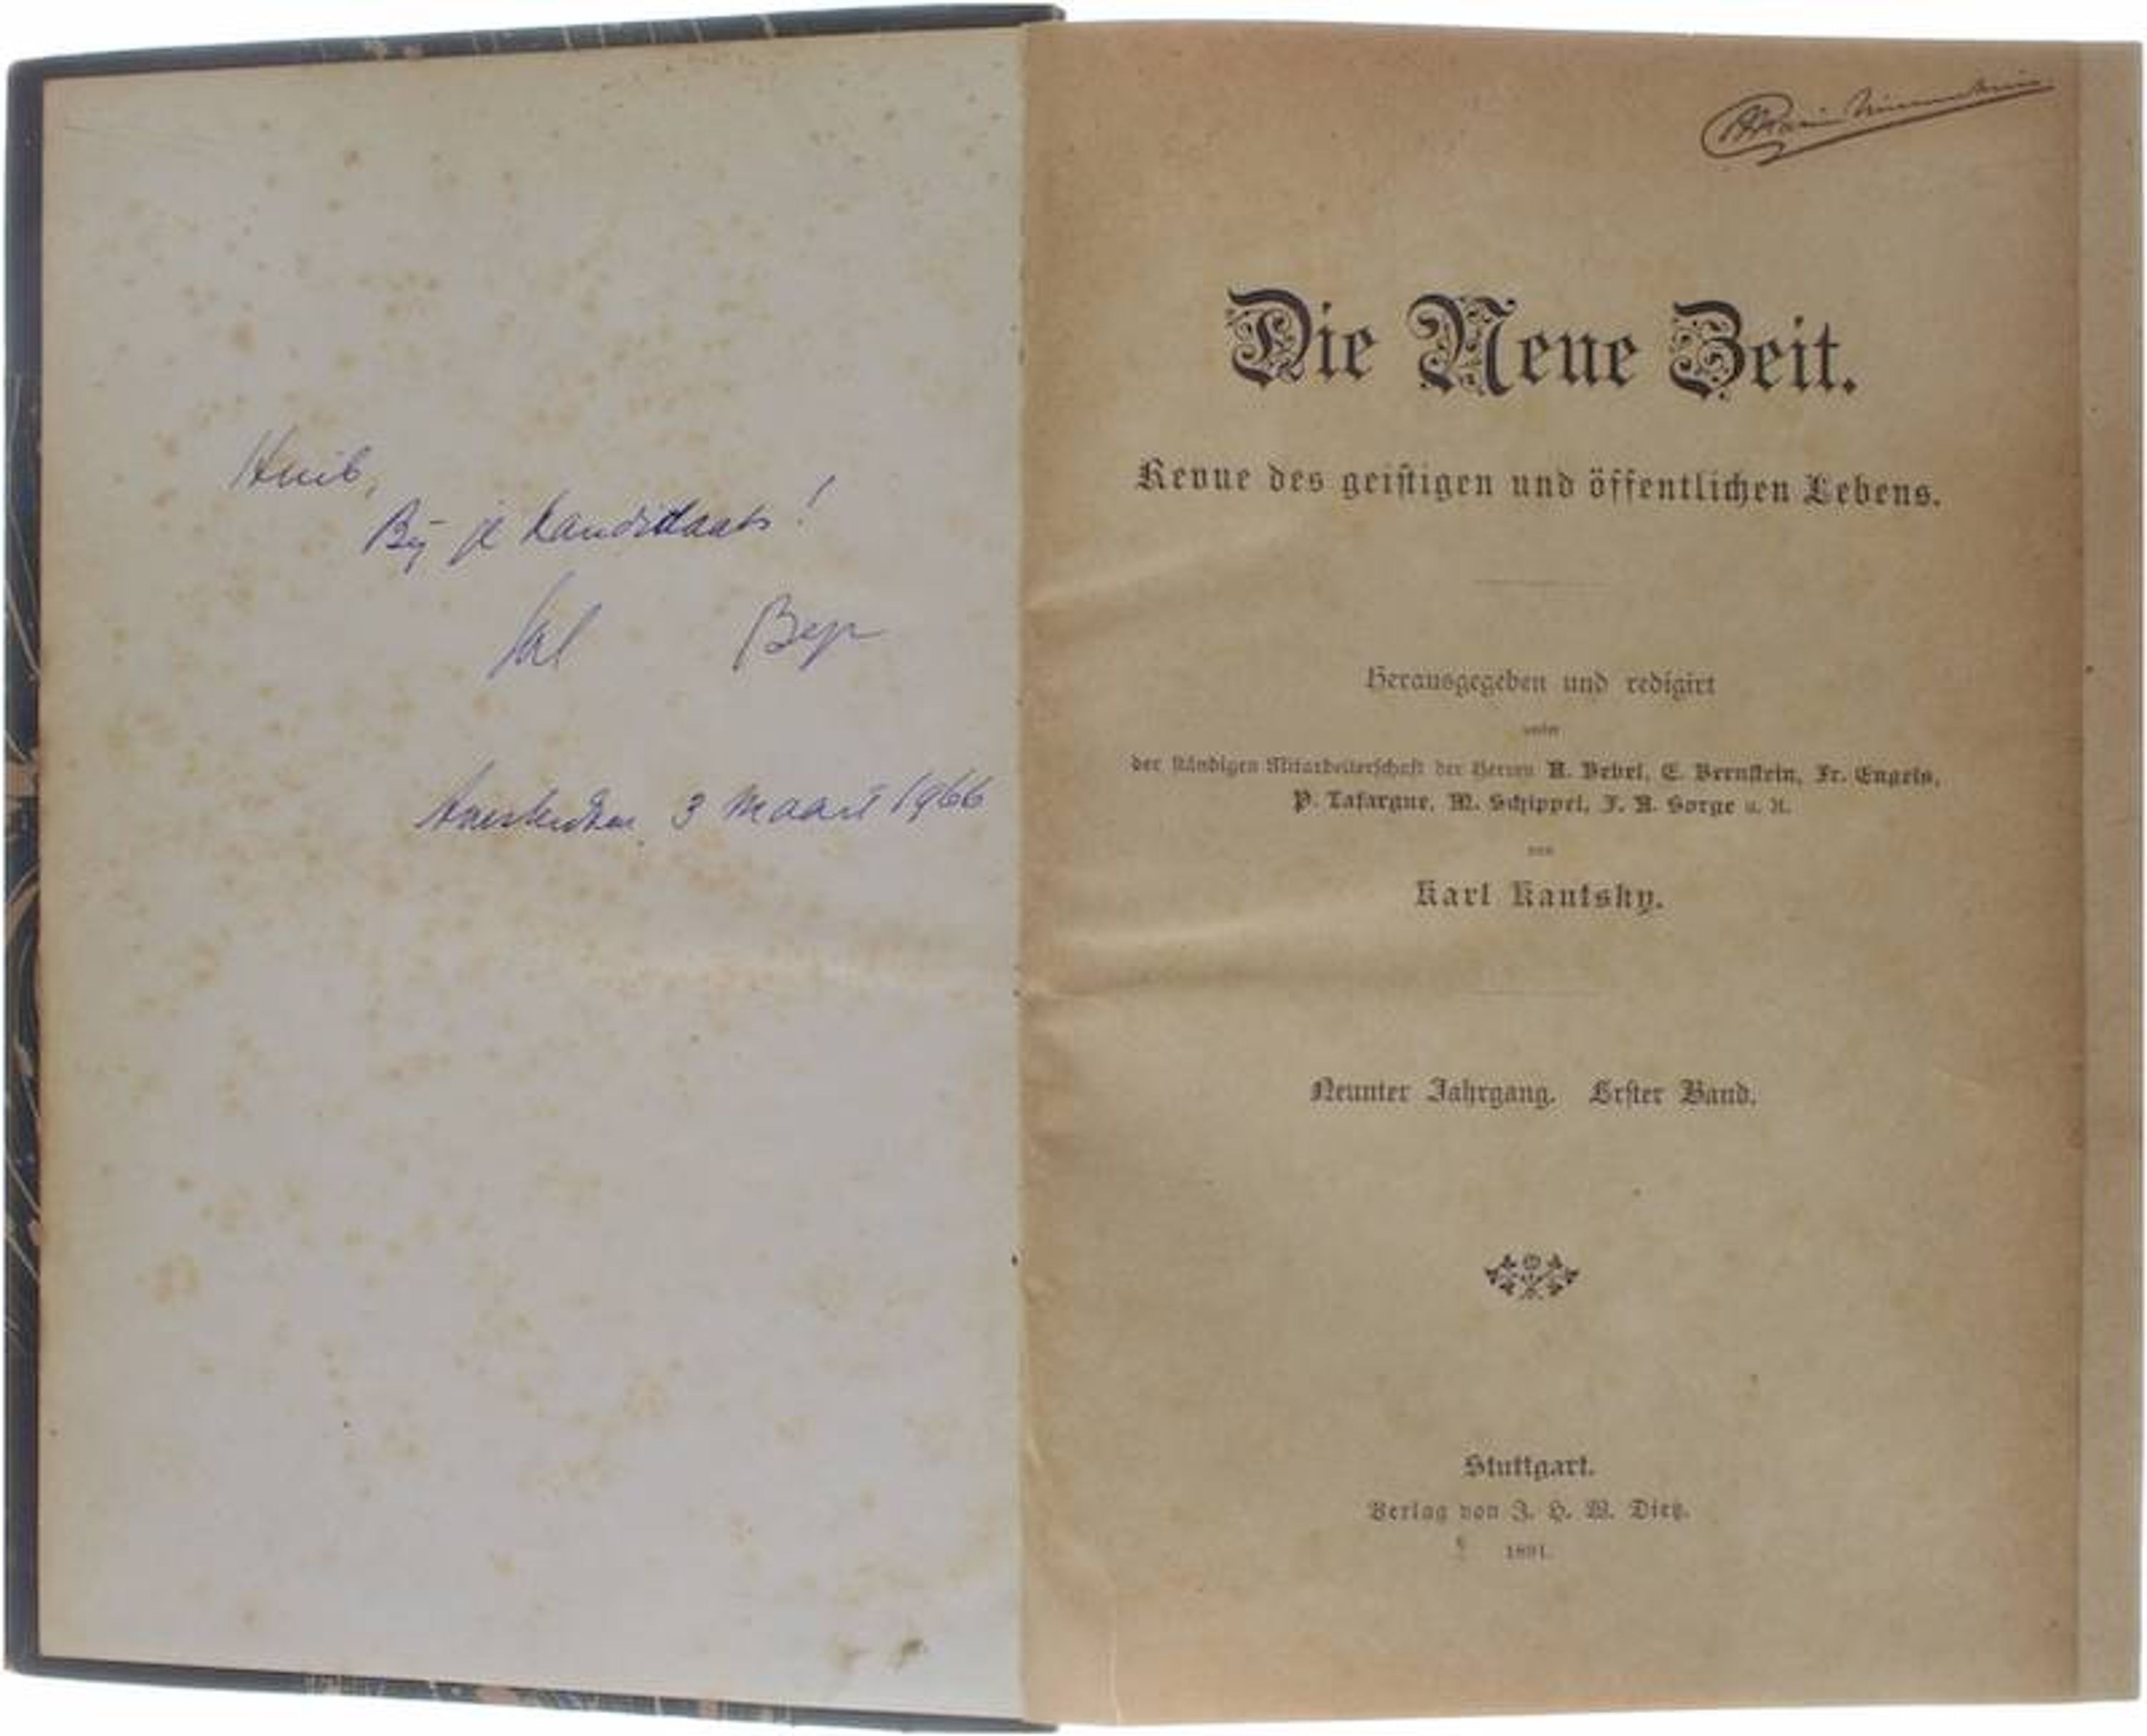 Huib,
Bij je kandidaats!
Sal Bep
Amsterdam 3 maart 1966
Die Neue Zeit.
Revue des geistigen und öffentlichen Lebens.
Herausgegeben und redigirt
unter
der ständigen Mitarbeiterschaft der Herren A. Bebel, E. Bernstein, Fr. Engels,
P. Lafargue, M. Schippel, F. A. Sorge u. A.
von
Karl Kautsky.
Neunter Jahrgang. Erster Band.
Stuttgart.
Verlag von J. H. W. Dietz.
1891.